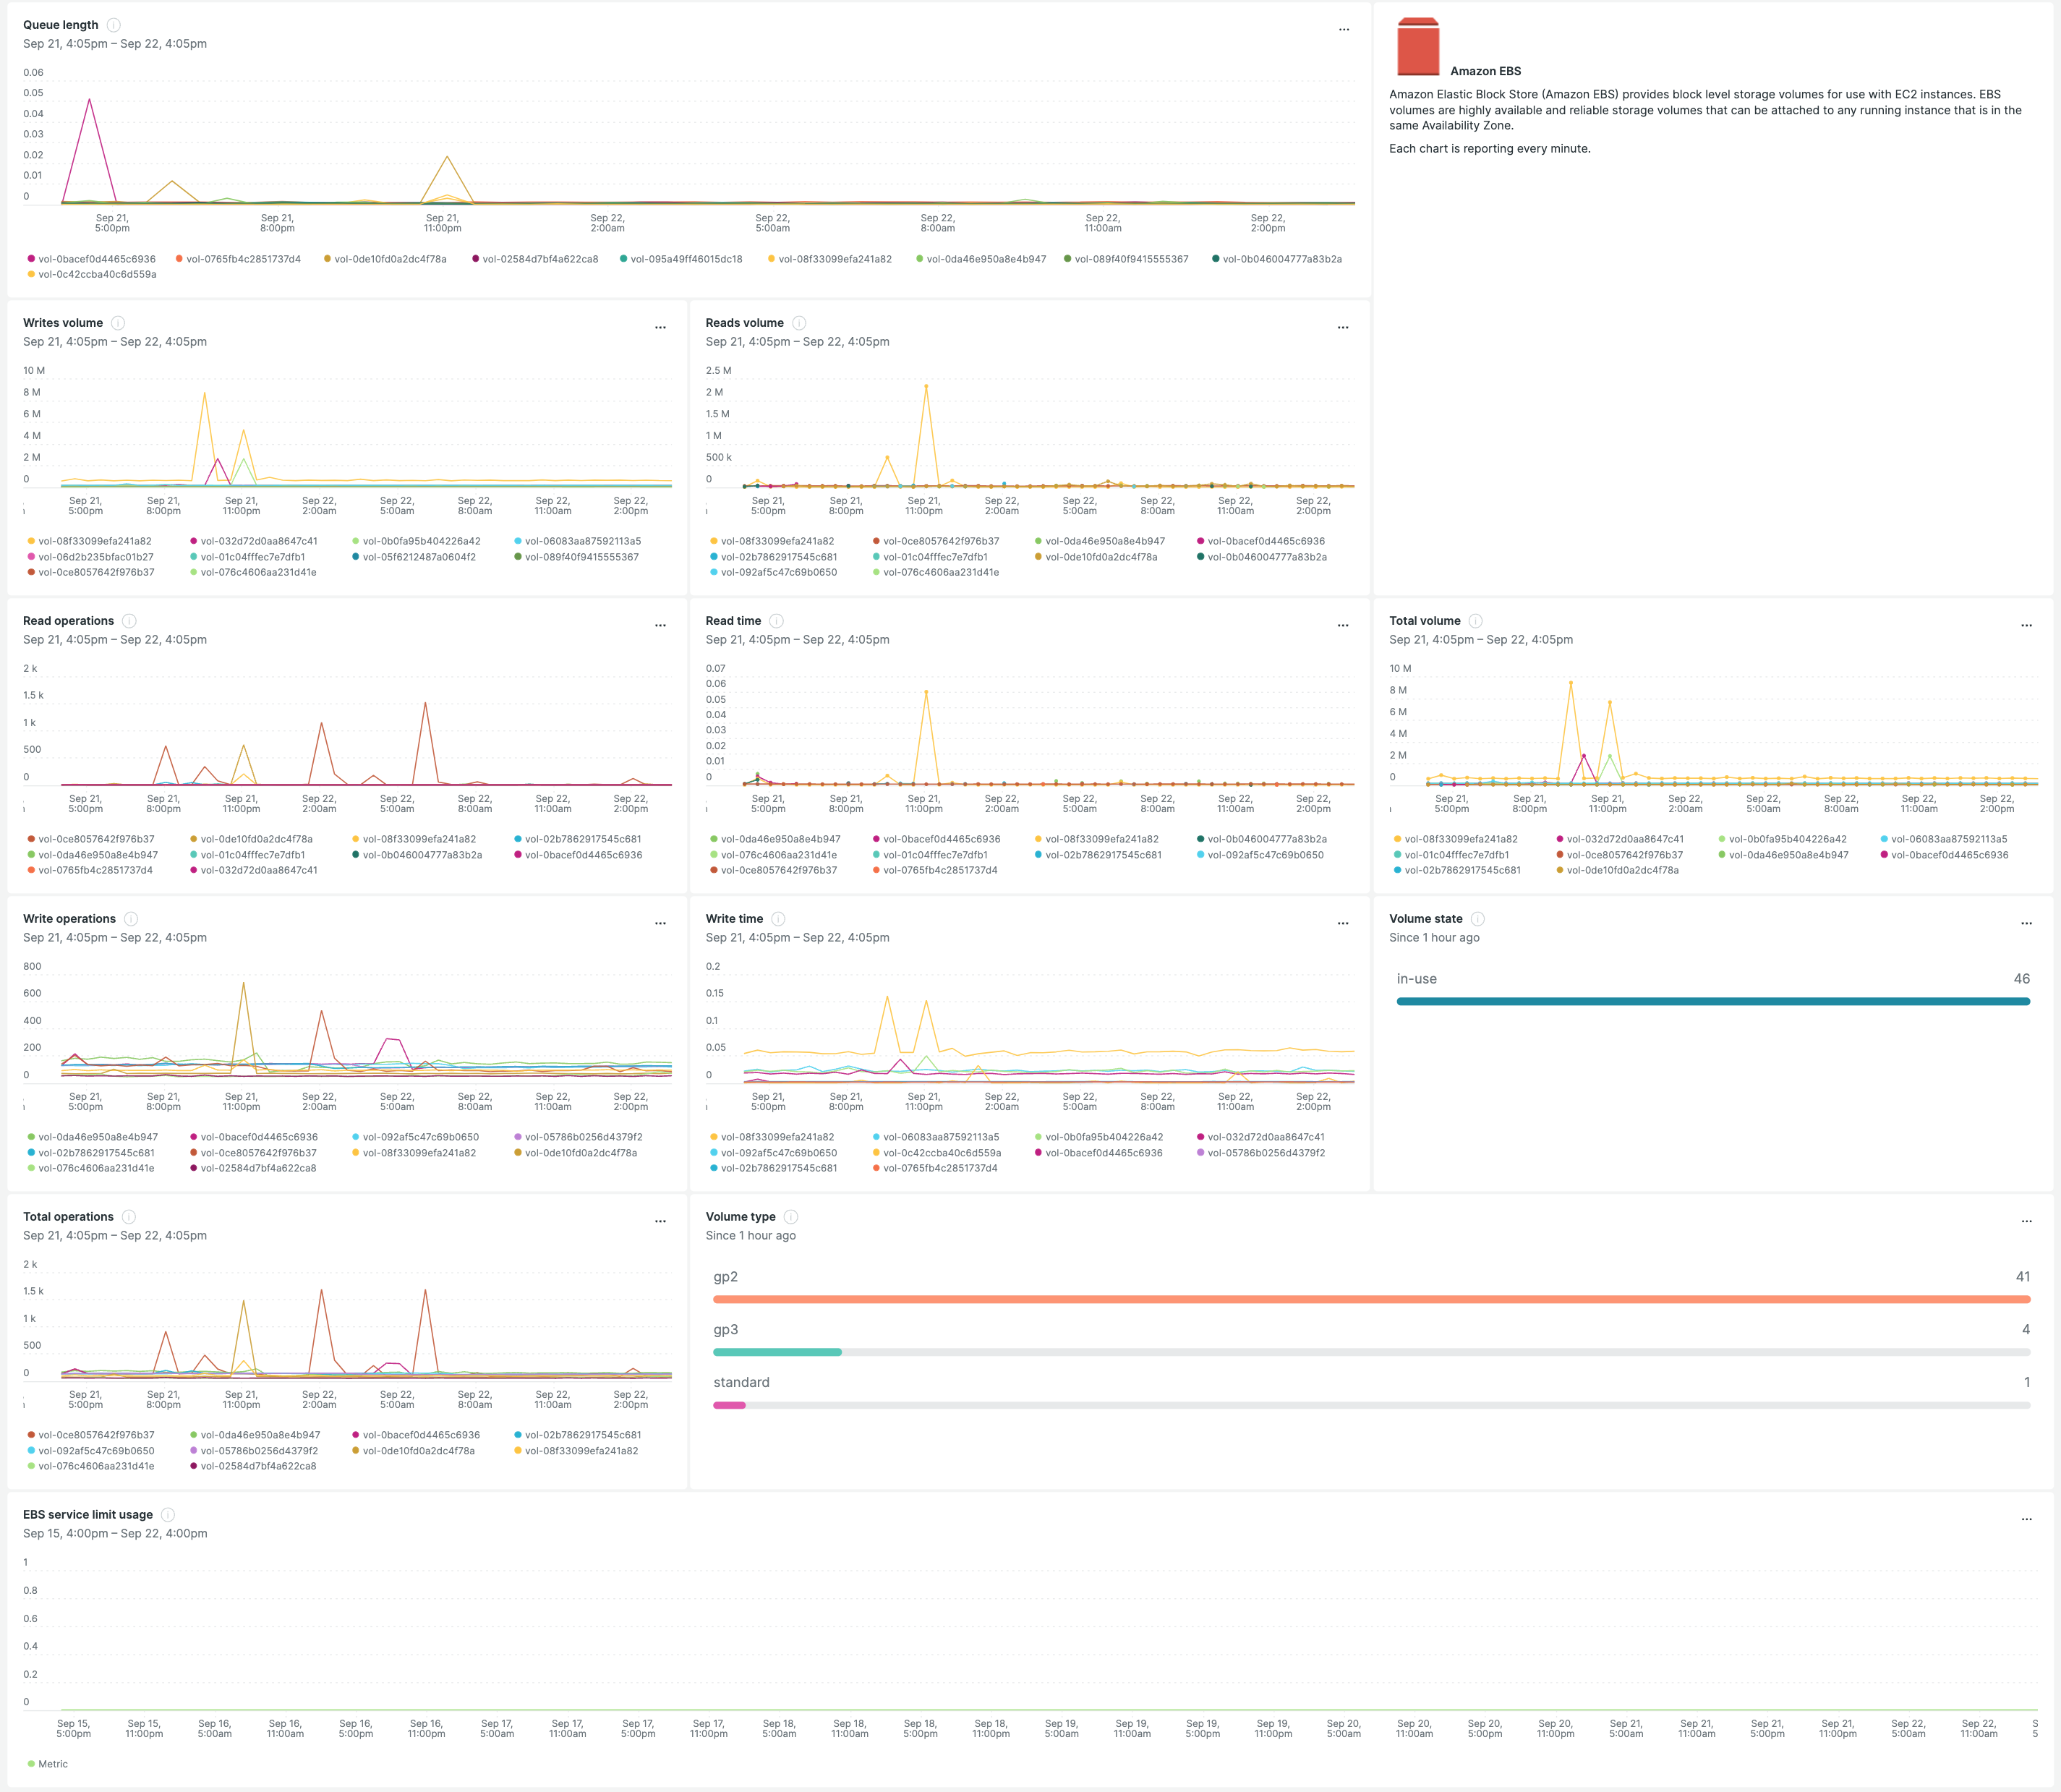 Queue length
Sep 21, 4:05pm – Sep 22, 4:05pm
0.06
0.05
0.04
0.03
0.02
0.01
0
Sep 21, 5:00pm
Sep 21, 8:00pm
Sep 21, 11:00pm
Sep 22, 2:00am
Sep 22, 5:00am
Sep 22, 8:00am
Sep 22, 11:00am
Sep 22, 2:00pm
vol-0bacef0d4465c6936 vol-0765fb4c2851737d4 vol-0de10fd0a2dc4f78a vol-02584d7bf4a622ca8 vol-095a49ff46015dc18 vol-08f33099efa241a82 vol-0da46e950a8e4b947 vol-089f40f9415555367 vol-0b046004777a83b2a
vol-0c42ccba40c6d559a
Amazon EBS
Amazon Elastic Block Store (Amazon EBS) provides block level storage volumes for use with EC2 instances. EBS
volumes are highly available and reliable storage volumes that can be attached to any running instance that is in the
same Availability Zone.
Each chart is reporting every minute.
Writes volume
Sep 21, 4:05pm – Sep 22, 4:05pm
10 M
8 M
6 M
4 M
2 M
0
Sep 21, 5:00pm
Sep 21, 8:00pm
Sep 21, 11:00pm
Sep 22, 2:00am
Sep 22, 5:00am
Sep 22, 8:00am
Sep 22, 11:00am
Sep 22, 2:00pm
vol-08f33099efa241a82 vol-032d72d0aa8647c41 vol-0b0fa95b404226a42 vol-06083aa87592113a5
vol-06d2b235bfac01b27 vol-01c04fffec7e7dfb1 vol-05f6212487a0604f2 vol-089f40f9415555367
vol-0ce8057642f976b37 vol-076c4606aa231d41e
Reads volume
Sep 21, 4:05pm – Sep 22, 4:05pm
2.5 M
2 M
1.5 M
1 M
500 k
0
Sep 21, 5:00pm
Sep 21, 8:00pm
Sep 21, 11:00pm
Sep 22, 2:00am
Sep 22, 5:00am
Sep 22, 8:00am
Sep 22, 11:00am
Sep 22, 2:00pm
vol-08f33099efa241a82 vol-0ce8057642f976b37 vol-0da46e950a8e4b947 vol-0bacef0d4465c6936
vol-02b7862917545c681 vol-01c04fffec7e7dfb1 vol-0de10fd0a2dc4f78a vol-0b046004777a83b2a
vol-092af5c47c69b0650 vol-076c4606aa231d41e
Read operations
Sep 21, 4:05pm – Sep 22, 4:05pm
2 k
1.5 k
1 k
500
0
Sep 21, 5:00pm
Sep 21, 8:00pm
Sep 21, 11:00pm
Sep 22, 2:00am
Sep 22, 5:00am
Sep 22, 8:00am
Sep 22, 11:00am
Sep 22, 2:00pm
vol-0ce8057642f976b37 vol-0de10fd0a2dc4f78a vol-08f33099efa241a82 vol-02b7862917545c681
vol-0da46e950a8e4b947 vol-01c04fffec7e7dfb1 vol-0b046004777a83b2a vol-0bacef0d4465c6936
vol-0765fb4c2851737d4 vol-032d72d0aa8647c41
Read time
Sep 21, 4:05pm – Sep 22, 4:05pm
0.07
0.06
0.05
0.04
0.03
0.02
0.01
0
Sep 21, 5:00pm
Sep 21, 8:00pm
Sep 21, 11:00pm
Sep 22, 2:00am
Sep 22, 5:00am
Sep 22, 8:00am
Sep 22, 11:00am
Sep 22, 2:00pm
vol-0da46e950a8e4b947 vol-0bacef0d4465c6936 vol-08f33099efa241a82 vol-0b046004777a83b2a
vol-076c4606aa231d41e vol-01c04fffec7e7dfb1 vol-02b7862917545c681 vol-092af5c47c69b0650
vol-0ce8057642f976b37 vol-0765fb4c2851737d4
Total volume
Sep 21, 4:05pm – Sep 22, 4:05pm
10 M
8 M
6 M
4 M
2 M
0
Sep 21, 5:00pm
Sep 21, 8:00pm
Sep 21, 11:00pm
Sep 22, 2:00am
Sep 22, 5:00am
Sep 22, 8:00am
Sep 22, 11:00am
Sep 22, 2:00pm
vol-08f33099efa241a82 vol-032d72d0aa8647c41 vol-0b0fa95b404226a42 vol-06083aa87592113a5
vol-01c04fffec7e7dfb1 vol-0ce8057642f976b37 vol-0da46e950a8e4b947 vol-0bacef0d4465c6936
vol-02b7862917545c681 vol-0de10fd0a2dc4f78a
Write operations
Sep 21, 4:05pm – Sep 22, 4:05pm
800
600
400
200
0
Sep 21, 5:00pm
Sep 21, 8:00pm
Sep 21, 11:00pm
Sep 22, 2:00am
Sep 22, 5:00am
Sep 22, 8:00am
Sep 22, 11:00am
Sep 22, 2:00pm
vol-0da46e950a8e4b947 vol-0bacef0d4465c6936 vol-092af5c47c69b0650 vol-05786b0256d4379f2
vol-02b7862917545c681 vol-0ce8057642f976b37 vol-08f33099efa241a82 vol-0de10fd0a2dc4f78a
vol-076c4606aa231d41e vol-02584d7bf4a622ca8
Write time
Sep 21, 4:05pm – Sep 22, 4:05pm
0.2
0.15
0.1
0.05
0
Sep 21, 5:00pm
Sep 21, 8:00pm
Sep 21, 11:00pm
Sep 22, 2:00am
Sep 22, 5:00am
Sep 22, 8:00am
Sep 22, 11:00am
Sep 22, 2:00pm
vol-08f33099efa241a82 vol-06083aa87592113a5 vol-0b0fa95b404226a42 vol-032d72d0aa8647c41
vol-092af5c47c69b0650 vol-0c42ccba40c6d559a vol-0bacef0d4465c6936 vol-05786b0256d4379f2
vol-02b7862917545c681 vol-0765fb4c2851737d4
Volume state
Since 1 hour ago
in-use 46
Total operations
Sep 21, 4:05pm – Sep 22, 4:05pm
2 k
1.5 k
1 k
500
0
Sep 21, 5:00pm
Sep 21, 8:00pm
Sep 21, 11:00pm
Sep 22, 2:00am
Sep 22, 5:00am
Sep 22, 8:00am
Sep 22, 11:00am
Sep 22, 2:00pm
vol-0ce8057642f976b37 vol-0da46e950a8e4b947 vol-0bacef0d4465c6936 vol-02b7862917545c681
vol-092af5c47c69b0650 vol-05786b0256d4379f2 vol-0de10fd0a2dc4f78a vol-08f33099efa241a82
vol-076c4606aa231d41e vol-02584d7bf4a622ca8
Volume type
Since 1 hour ago
gp2 41
gp3 4
standard 1
EBS service limit usage
Sep 15, 4:00pm – Sep 22, 4:00pm
1
0.8
0.6
0.4
0.2
0
Sep 15, 5:00pm
Sep 15, 11:00pm
Sep 16, 5:00am
Sep 16, 11:00am
Sep 16, 5:00pm
Sep 16, 11:00pm
Sep 17, 5:00am
Sep 17, 11:00am
Sep 17, 5:00pm
Sep 17, 11:00pm
Sep 18, 5:00am
Sep 18, 11:00am
Sep 18, 5:00pm
Sep 18, 11:00pm
Sep 19, 5:00am
Sep 19, 11:00am
Sep 19, 5:00pm
Sep 19, 11:00pm
Sep 20, 5:00am
Sep 20, 11:00am
Sep 20, 5:00pm
Sep 20, 11:00pm
Sep 21, 5:00am
Sep 21, 11:00am
Sep 21, 5:00pm
Sep 21, 11:00pm
Sep 22, 5:00am
Sep 22, 11:00am
S
5
Metric